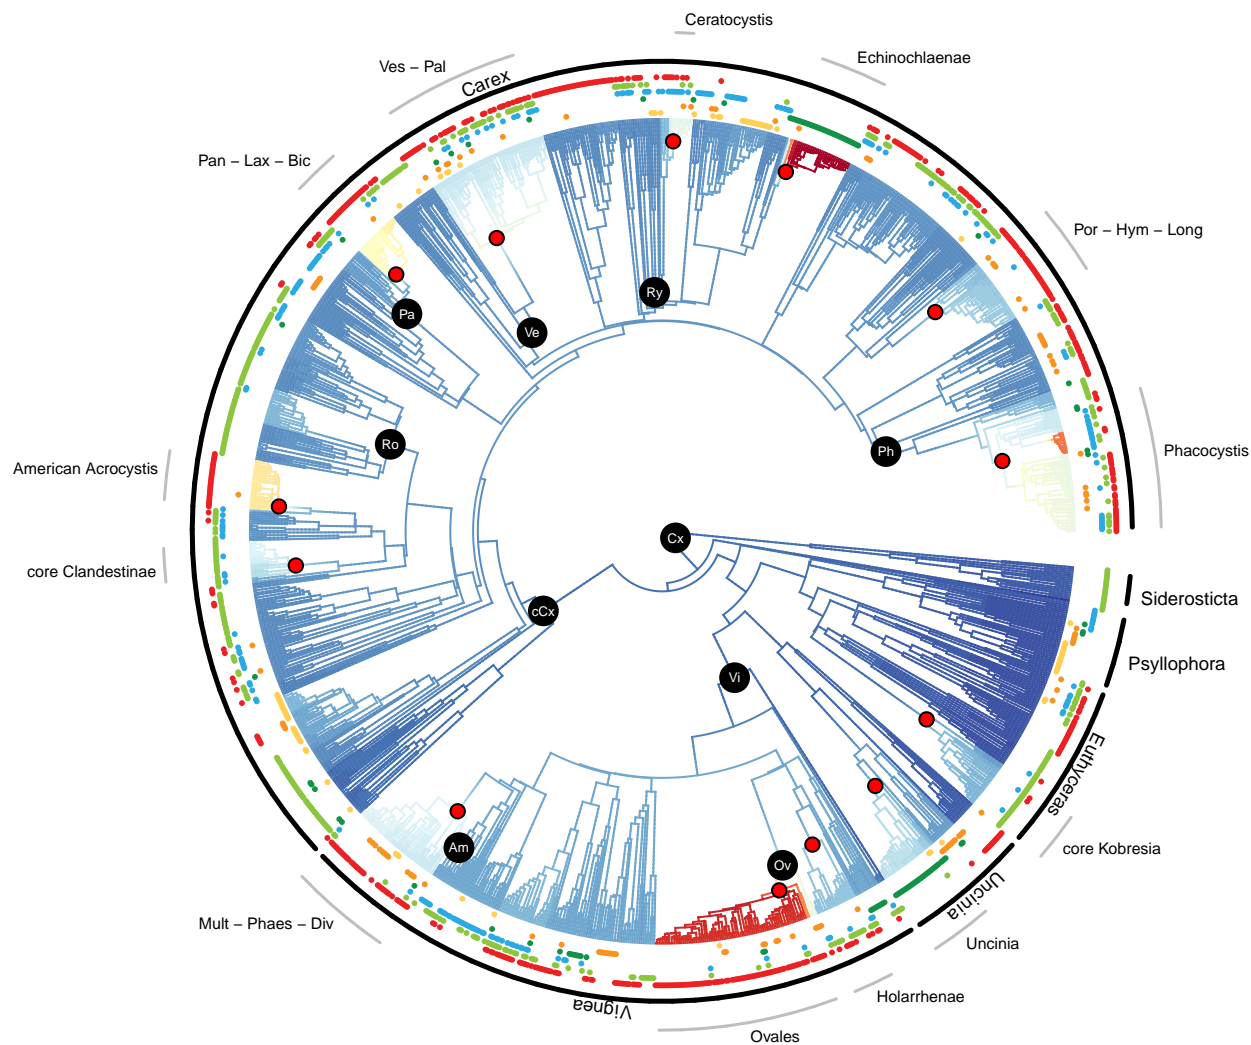 Ceratocystis
Echinochlaenae
Ves – Pal
Carex
Pan – Lax – Bic
Por – Hym – Long
Ry
Pa
Ve
Ro
Ph
Phacocystis
American Acrocystis
Cx
core Clandestinae
cCx
Siderosticta
Psyllophora
Vi
Euthyceras
core Kobresia
Am
Ov
Uncinia
Mult – Phaes – Div
Uncinia
Holarrhenae
Vignea
Ovales